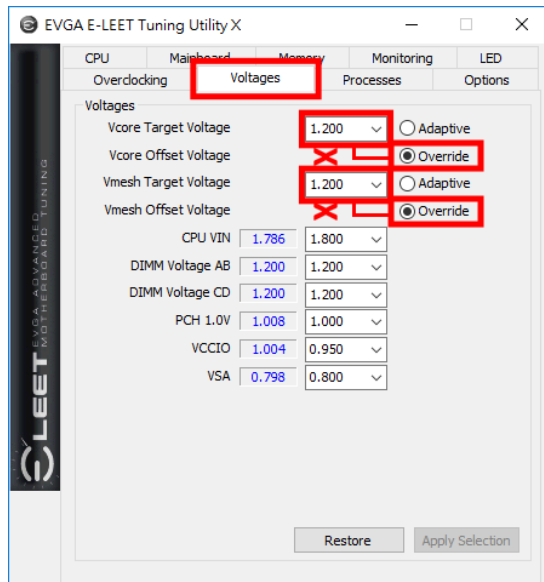 EVGA E-LEET Tuning Utility X
CPU Mainboard Memory Monitoring LED
Overclocking Voltages Processes Options
Voltages
Vcore Target Voltage 1.200 Adaptive
Vcore Offset Voltage Override
Vmesh Target Voltage 1.200 Adaptive
Vmesh Offset Voltage Override
CPU VIN 1.786 1.800
DIMM Voltage AB 1.200 1.200
DIMM Voltage CD 1.200 1.200
PCH 1.0V 1.008 1.000
VCCIO 1.004 0.950
VSA 0.798 0.800
Restore Apply Selection
E-LEET EVGA ADVANCED
MOTHERBOARD TUNING